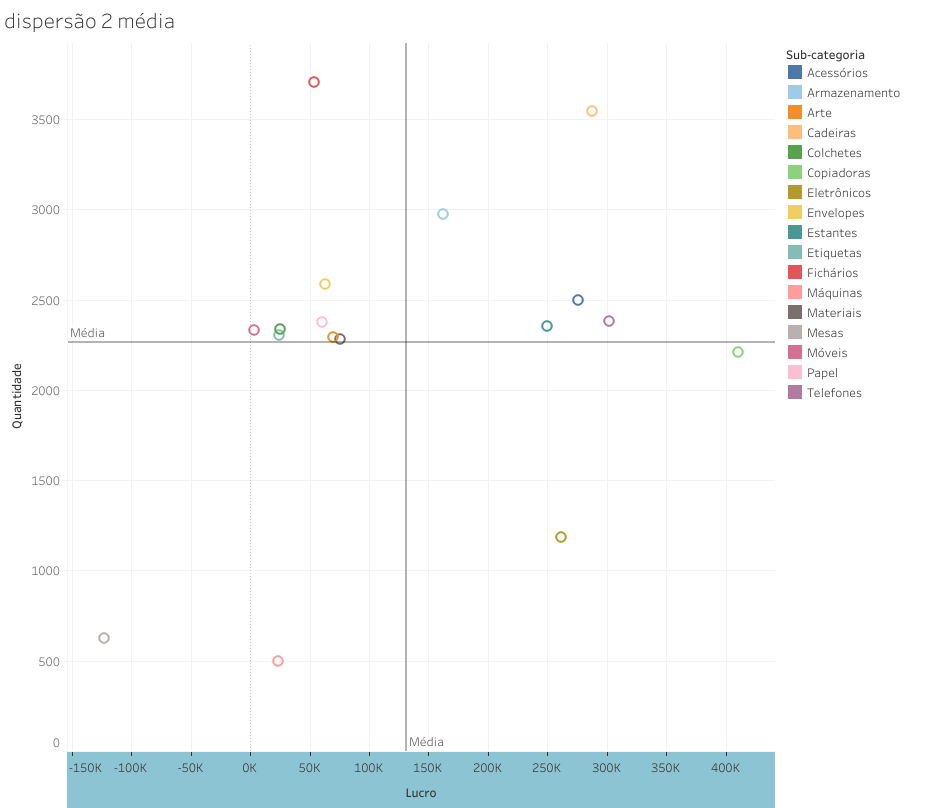 dispersão 2 média
Sub-categoria
Acessórios
Armazenamento
Arte
Cadeiras
Colchetes
Copiadoras
Eletrônicos
Envelopes
Estantes
Etiquetas
Fichários
Máquinas
Materiais
Mesas
Móveis
Papel
Telefones
3500
3000
2500
Média
2000
1500
1000
500
0
Quantidade
Média
-150K -100K -50K 0K 50K 100K 150K 200K 250K 300K 350K 400K
Lucro